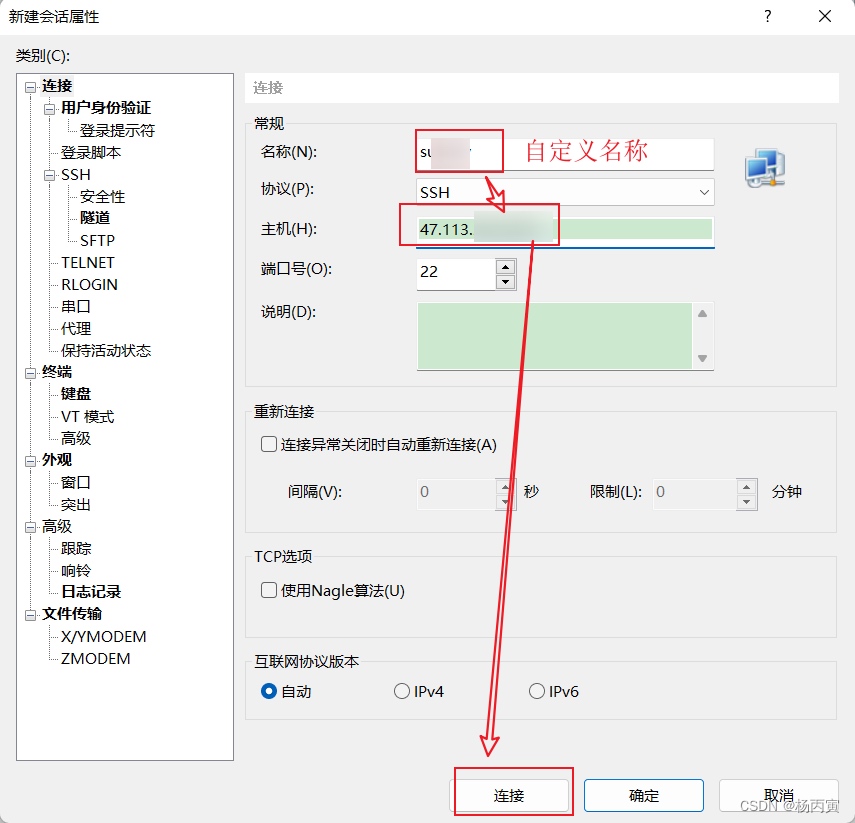 新建会话属性
?
类别(C):
连接
用户身份验证
登录提示符
登录脚本
SSH
安全性
隧道
SFTP
TELNET
RLOGIN
串口
代理
保持活动状态
终端
键盘
VT 模式
高级
外观
窗口
突出
高级
跟踪
响铃
日志记录
文件传输
X/YMODEM
ZMODEM
连接
常规
名称(N):
自定义名称
协议(P): SSH
主机(H): 47.113.
端口号(O): 22
说明(D):
重新连接
连接异常关闭时自动重新连接(A)
间隔(V): 0 秒 限制(L): 0 分钟
TCP选项
使用Nagle算法(U)
互联网协议版本
自动 IPv4 IPv6
连接 确定 取消
CSDN @杨丙寅